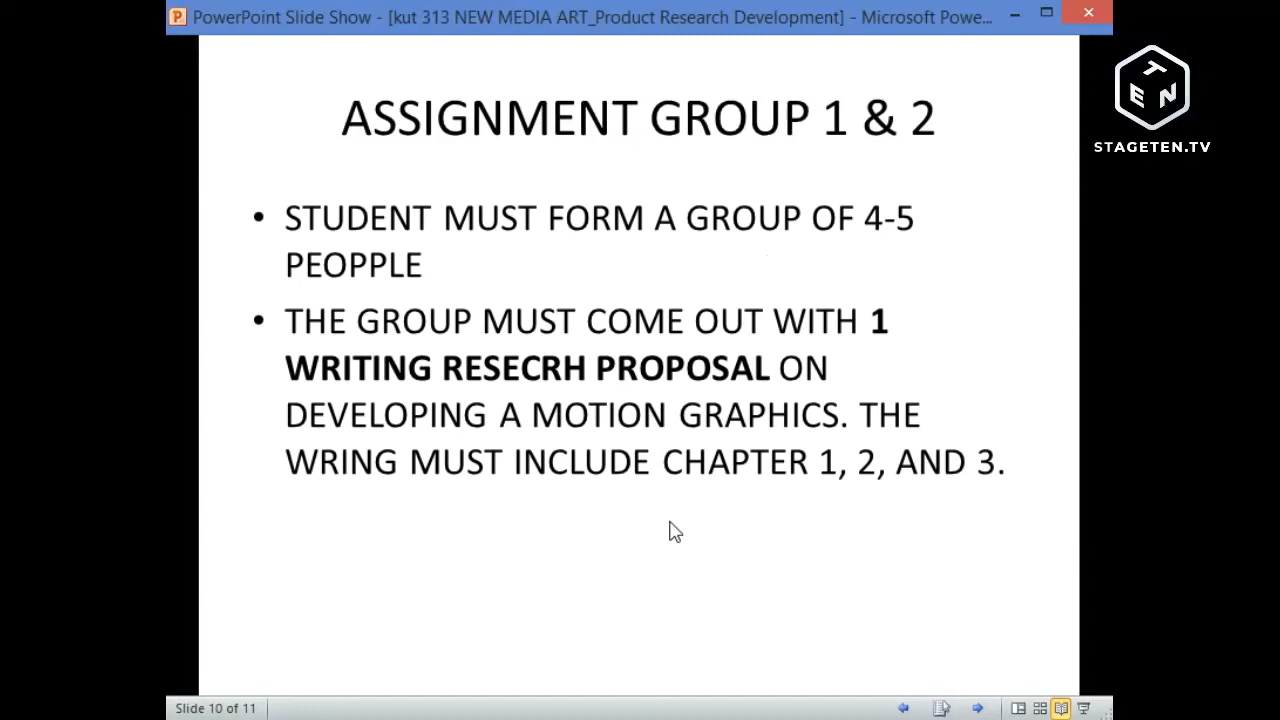 PowerPoint Slide Show - [kut 313 NEW MEDIA ART_Product Research Development] - Microsoft Powe...
TEN
STAGETEN.TV
ASSIGNMENT GROUP 1 & 2
• STUDENT MUST FORM A GROUP OF 4-5
PEOPPLE
• THE GROUP MUST COME OUT WITH 1
WRITING RESECRH PROPOSAL ON
DEVELOPING A MOTION GRAPHICS. THE
WRING MUST INCLUDE CHAPTER 1, 2, AND 3.
Slide 10 of 11